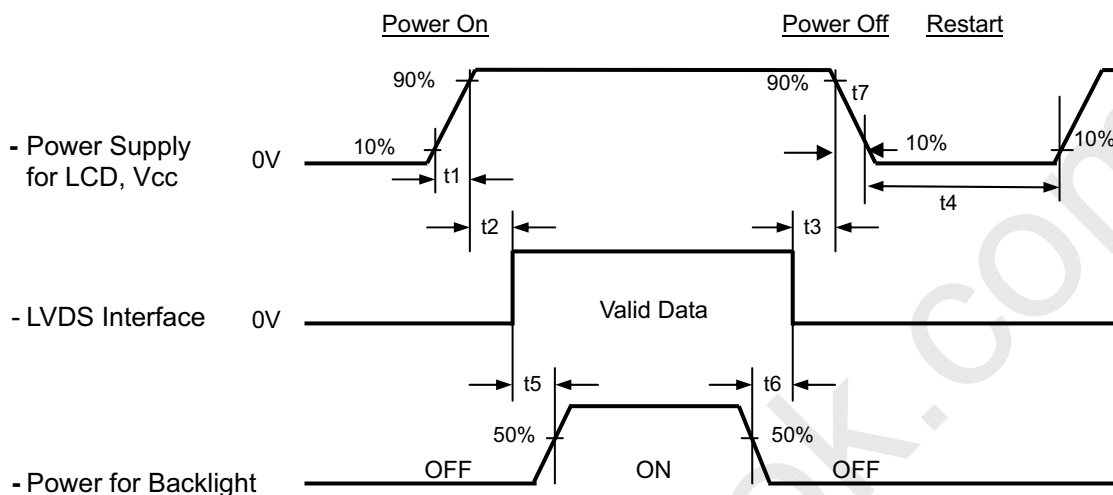 Power On Power Off Restart
90% 90% t7
- Power Supply for LCD, Vcc
0V 10% t1 10% 10%
t4
t2 t3
- LVDS Interface 0V Valid Data
t5 t6
50% 50%
- Power for Backlight OFF ON OFF